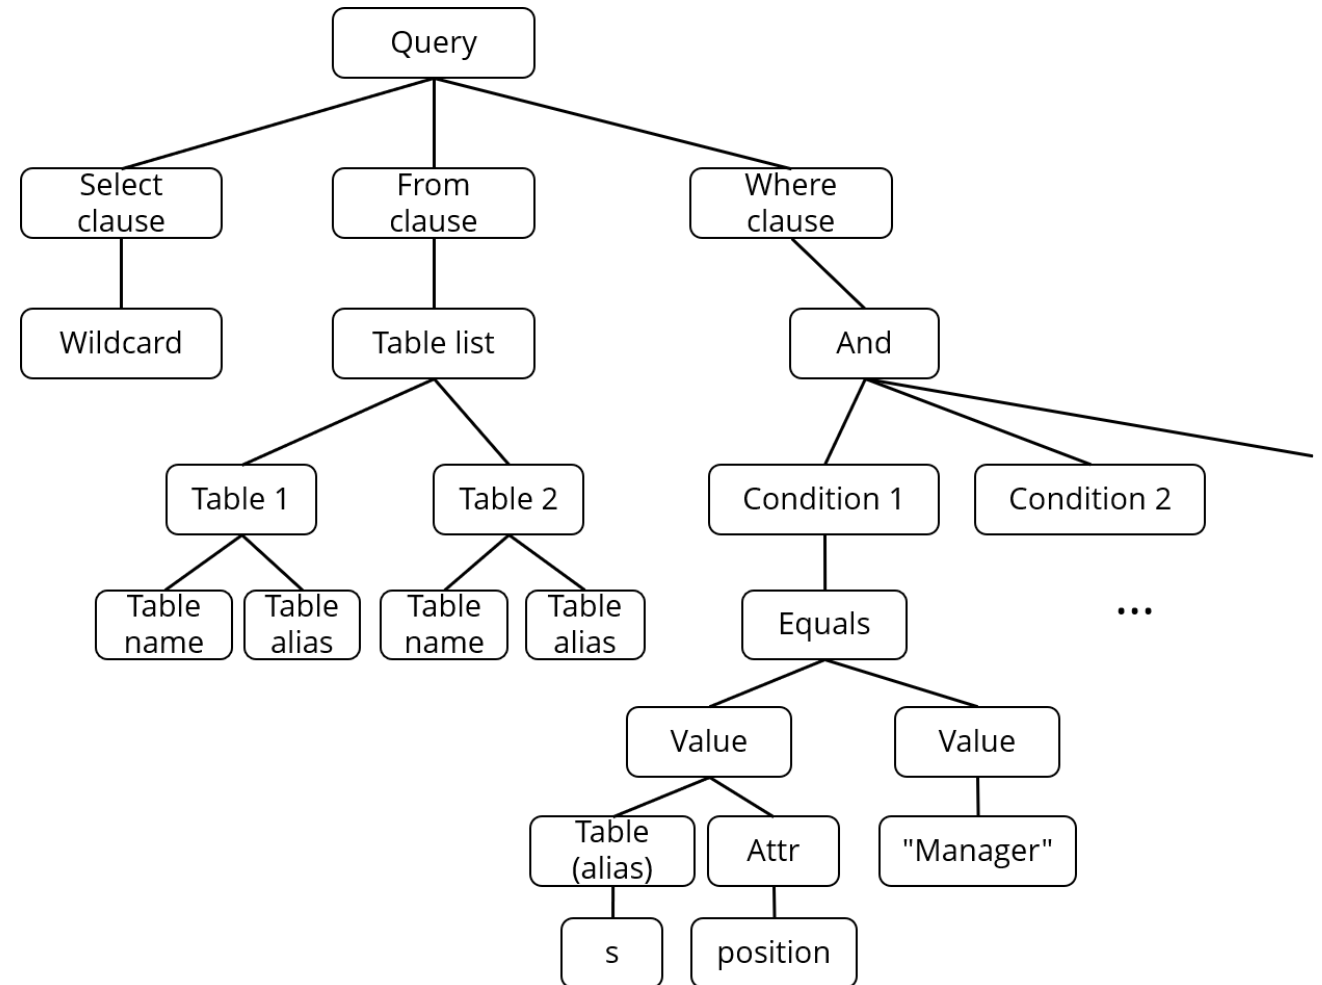 Query
Select
clause
From
clause
Where
clause
Wildcard
Table list
And
Table 1
Table 2
Condition 1
Condition 2
Table
name
Table
alias
Table
name
Table
alias
Equals
...
Value
Value
Table
(alias)
Attr
"Manager"
s
position